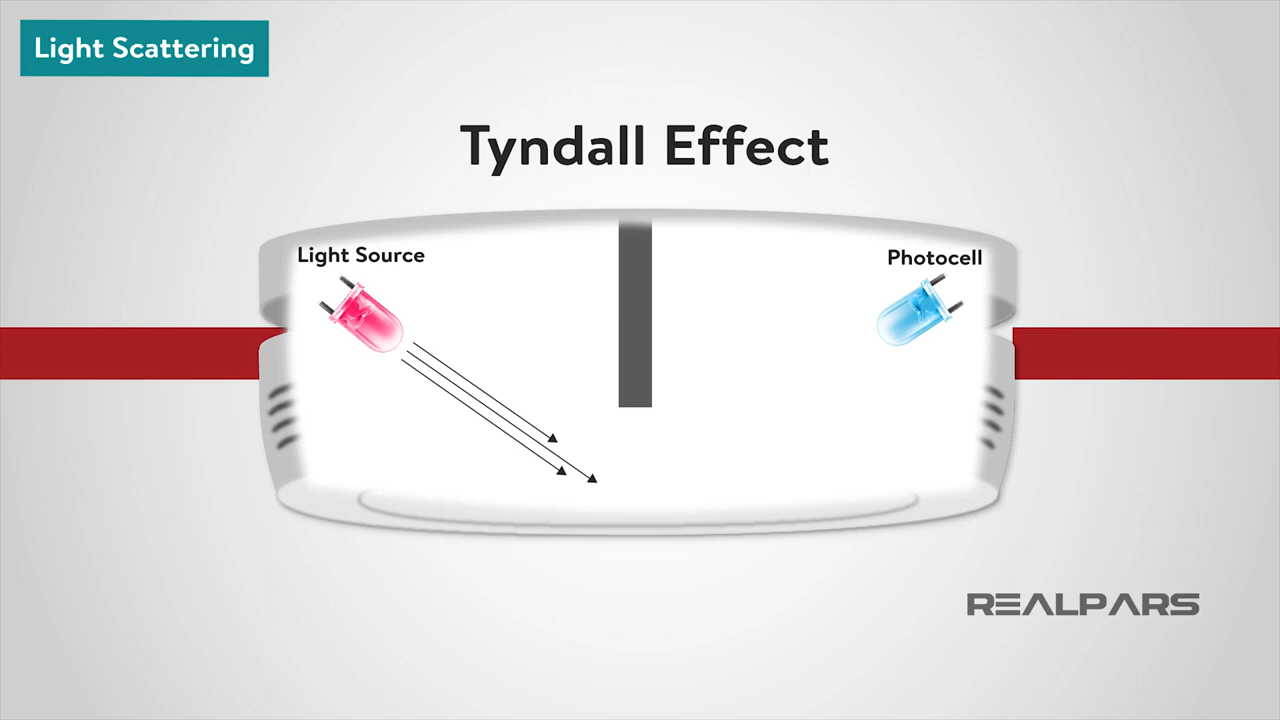 Light Scattering
Tyndall Effect
Light Source
Photocell
REALPARS